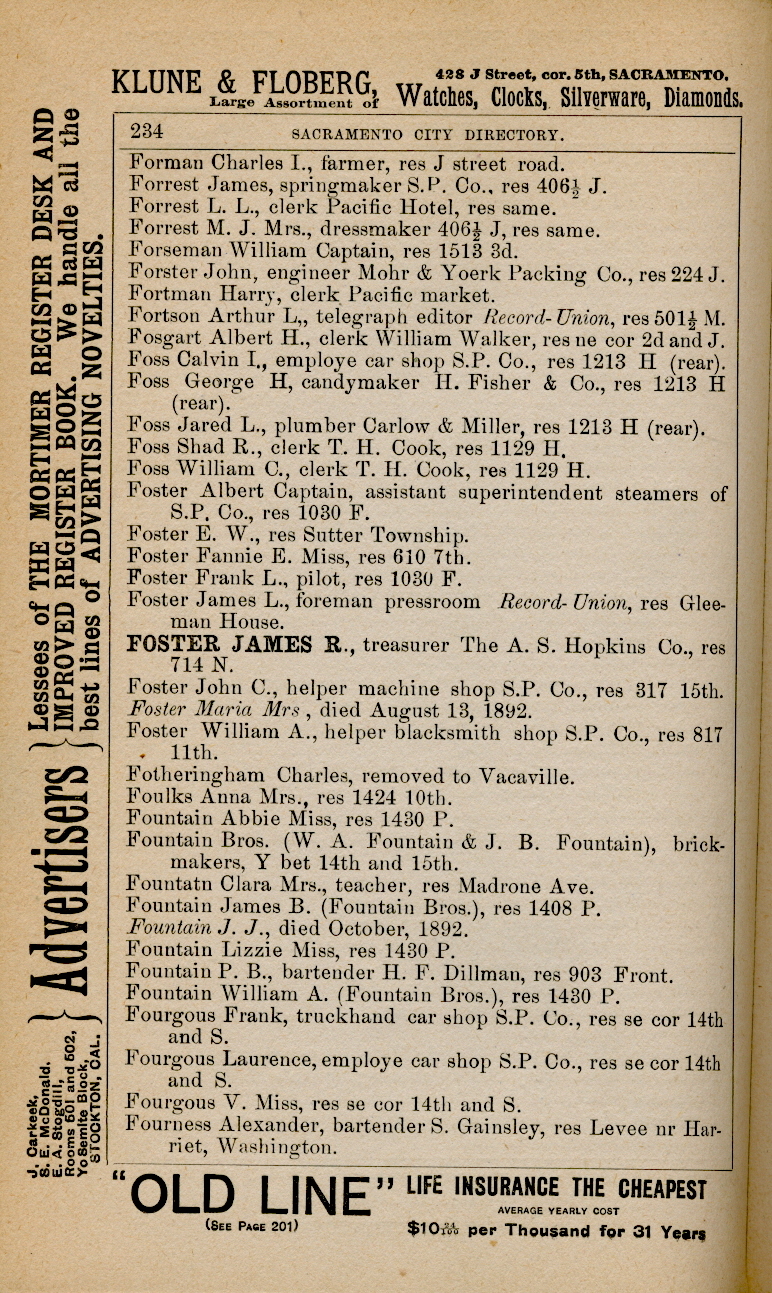 KLUNE & FLOBERG, 428 J Street, cor. 5th, SACRAMENTO.
Large Assortment of Watches, Clocks, Silverware, Diamonds.
234 SACRAMENTO CITY DIRECTORY.
Forman Charles I., farmer, res J street road.
Forrest James, springmaker S.P. Co., res 406½ J.
Forrest L. L., clerk Pacific Hotel, res same.
Forrest M. J. Mrs., dressmaker 406½ J, res same.
Forseman William Captain, res 1513 3d.
Forster John, engineer Mohr & Yoerk Packing Co., res 224 J.
Fortman Harry, clerk Pacific market.
Fortson Arthur L,, telegraph editor Record-Union, res 501½ M.
Fosgart Albert H., clerk William Walker, res ne cor 2d and J.
Foss Calvin I., employe car shop S.P. Co., res 1213 H (rear).
Foss George H, candymaker H. Fisher & Co., res 1213 H
(rear).
Foss Jared L., plumber Carlow & Miller, res 1213 H (rear).
Foss Shad R., clerk T. H. Cook, res 1129 H.
Foss William C., clerk T. H. Cook, res 1129 H.
Foster Albert Captain, assistant superintendent steamers of
S.P. Co., res 1030 F.
Foster E. W., res Sutter Township.
Foster Fannie E. Miss, res 610 7th.
Foster Frank L., pilot, res 1030 F.
Foster James L., foreman pressroom Record-Union, res Glee-
man House.
FOSTER JAMES R., treasurer The A. S. Hopkins Co., res
714 N.
Foster John C., helper machine shop S.P. Co., res 317 15th.
Foster Maria Mrs , died August 13, 1892.
Foster William A., helper blacksmith shop S.P. Co., res 817
11th.
Fotheringham Charles, removed to Vacaville.
Foulks Anna Mrs., res 1424 10th.
Fountain Abbie Miss, res 1430 P.
Fountain Bros. (W. A. Fountain & J. B. Fountain), brick-
makers, Y bet 14th and 15th.
Fountatn Clara Mrs., teacher, res Madrone Ave.
Fountain James B. (Fountain Bros.), res 1408 P.
Fountain J. J., died October, 1892.
Fountain Lizzie Miss, res 1430 P.
Fountain P. B., bartender H. F. Dillman, res 903 Front.
Fountain William A. (Fountain Bros.), res 1430 P.
Fourgous Frank, truckhand car shop S.P. Co., res se cor 14th
and S.
Fourgous Laurence, employe car shop S.P. Co., res se cor 14th
and S.
Fourgous V. Miss, res se cor 14th and S.
Fourness Alexander, bartender S. Gainsley, res Levee nr Har-
riet, Washington.
"OLD LINE" LIFE INSURANCE THE CHEAPEST
(SEE PAGE 201) AVERAGE YEARLY COST
$10 24/100 per Thousand for 31 Years
J. Carkeek,
S. E. McDonald.
E. A. Stogdill,
Rooms 501 and 502,
Yo Semite Block,
STOCKTON, CAL.
Advertisers
Lessees of THE MORTIMER REGISTER DESK AND
IMPROVED REGISTER BOOK. We handle all the
best lines of ADVERTISING NOVELTIES.